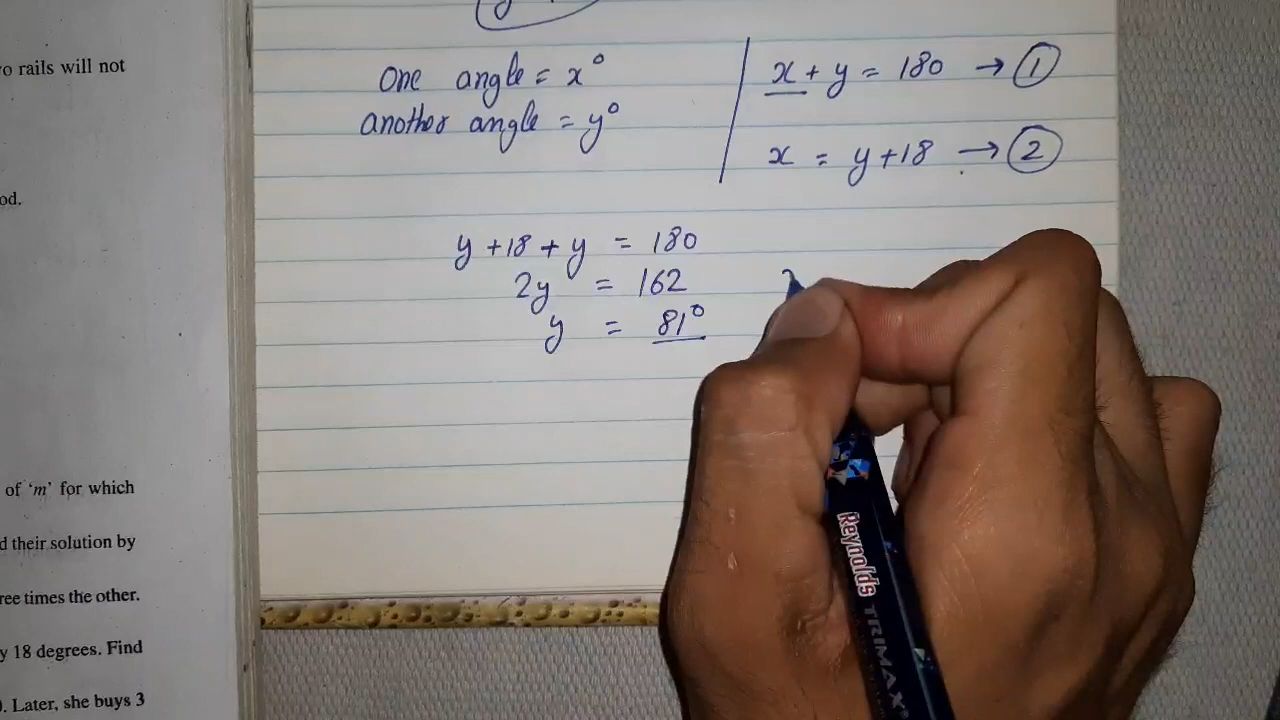 o rails will not
od.
of 'm' for which
d their solution by
ree times the other.
y 18 degrees. Find
. Later, she buys 3
one angle = x°
another angle = y°
x + y = 180 → ①
x = y + 18 → ②
y + 18 + y = 180
2y = 162
y = 81°
Reynolds TRIMAX